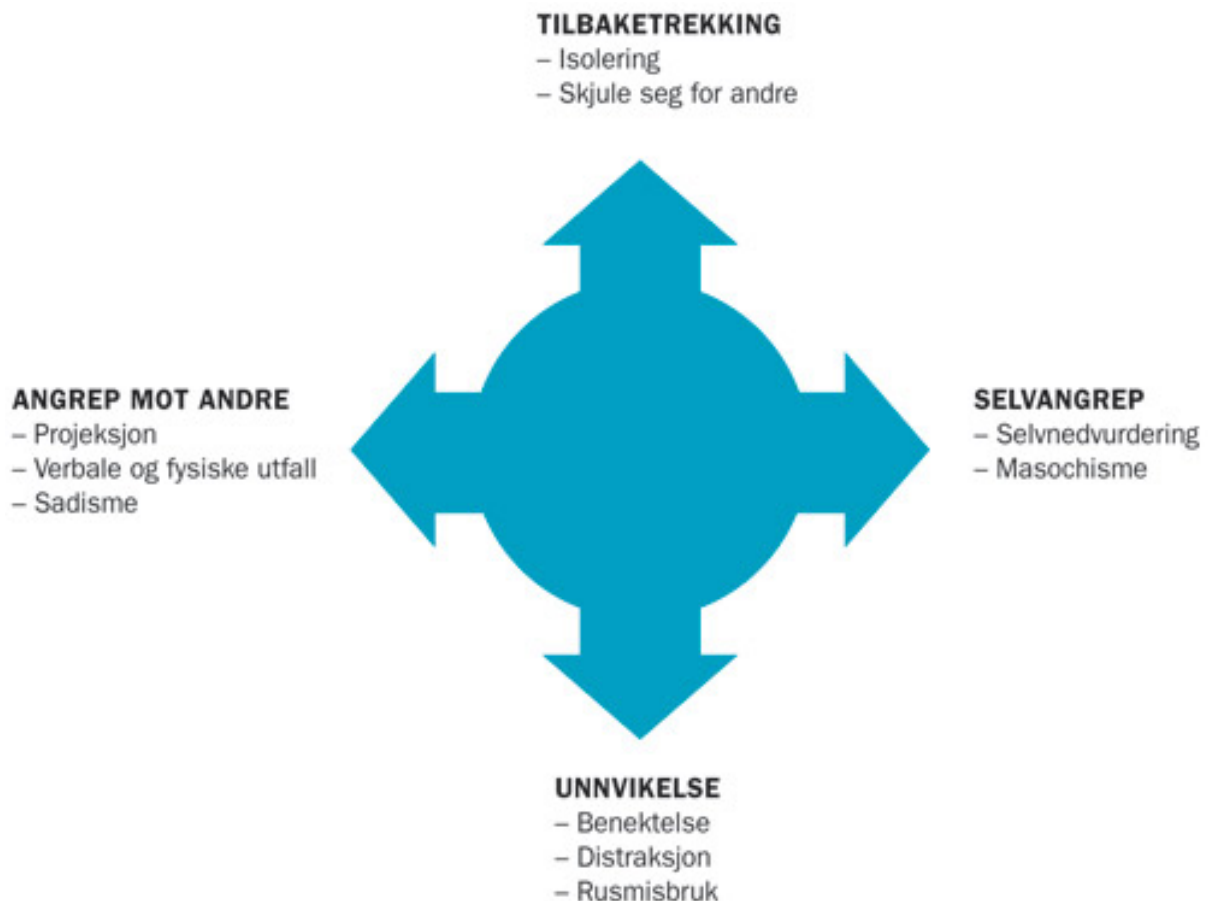 TILBAKETREKKING
– Isolering
– Skjule seg for andre
ANGREP MOT ANDRE
– Projeksjon
– Verbale og fysiske utfall
– Sadisme
SELVANGREP
– Selvnedvurdering
– Masochisme
UNNVIKELSE
– Benektelse
– Distraksjon
– Rusmisbruk